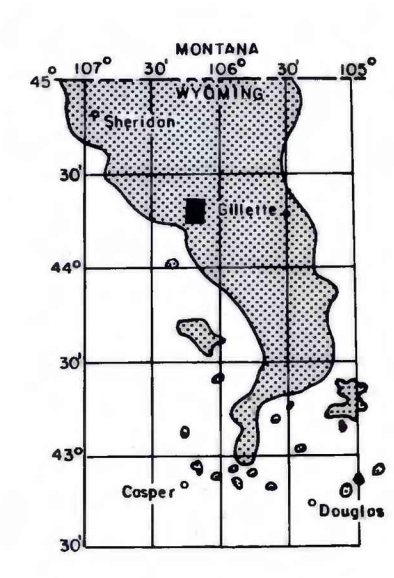 MONTANA
107° 30' 106° 30' 105°
45°
WYOMING
Sheridan
30'
Gillette
44°
30'
43°
Casper
Douglas
30'